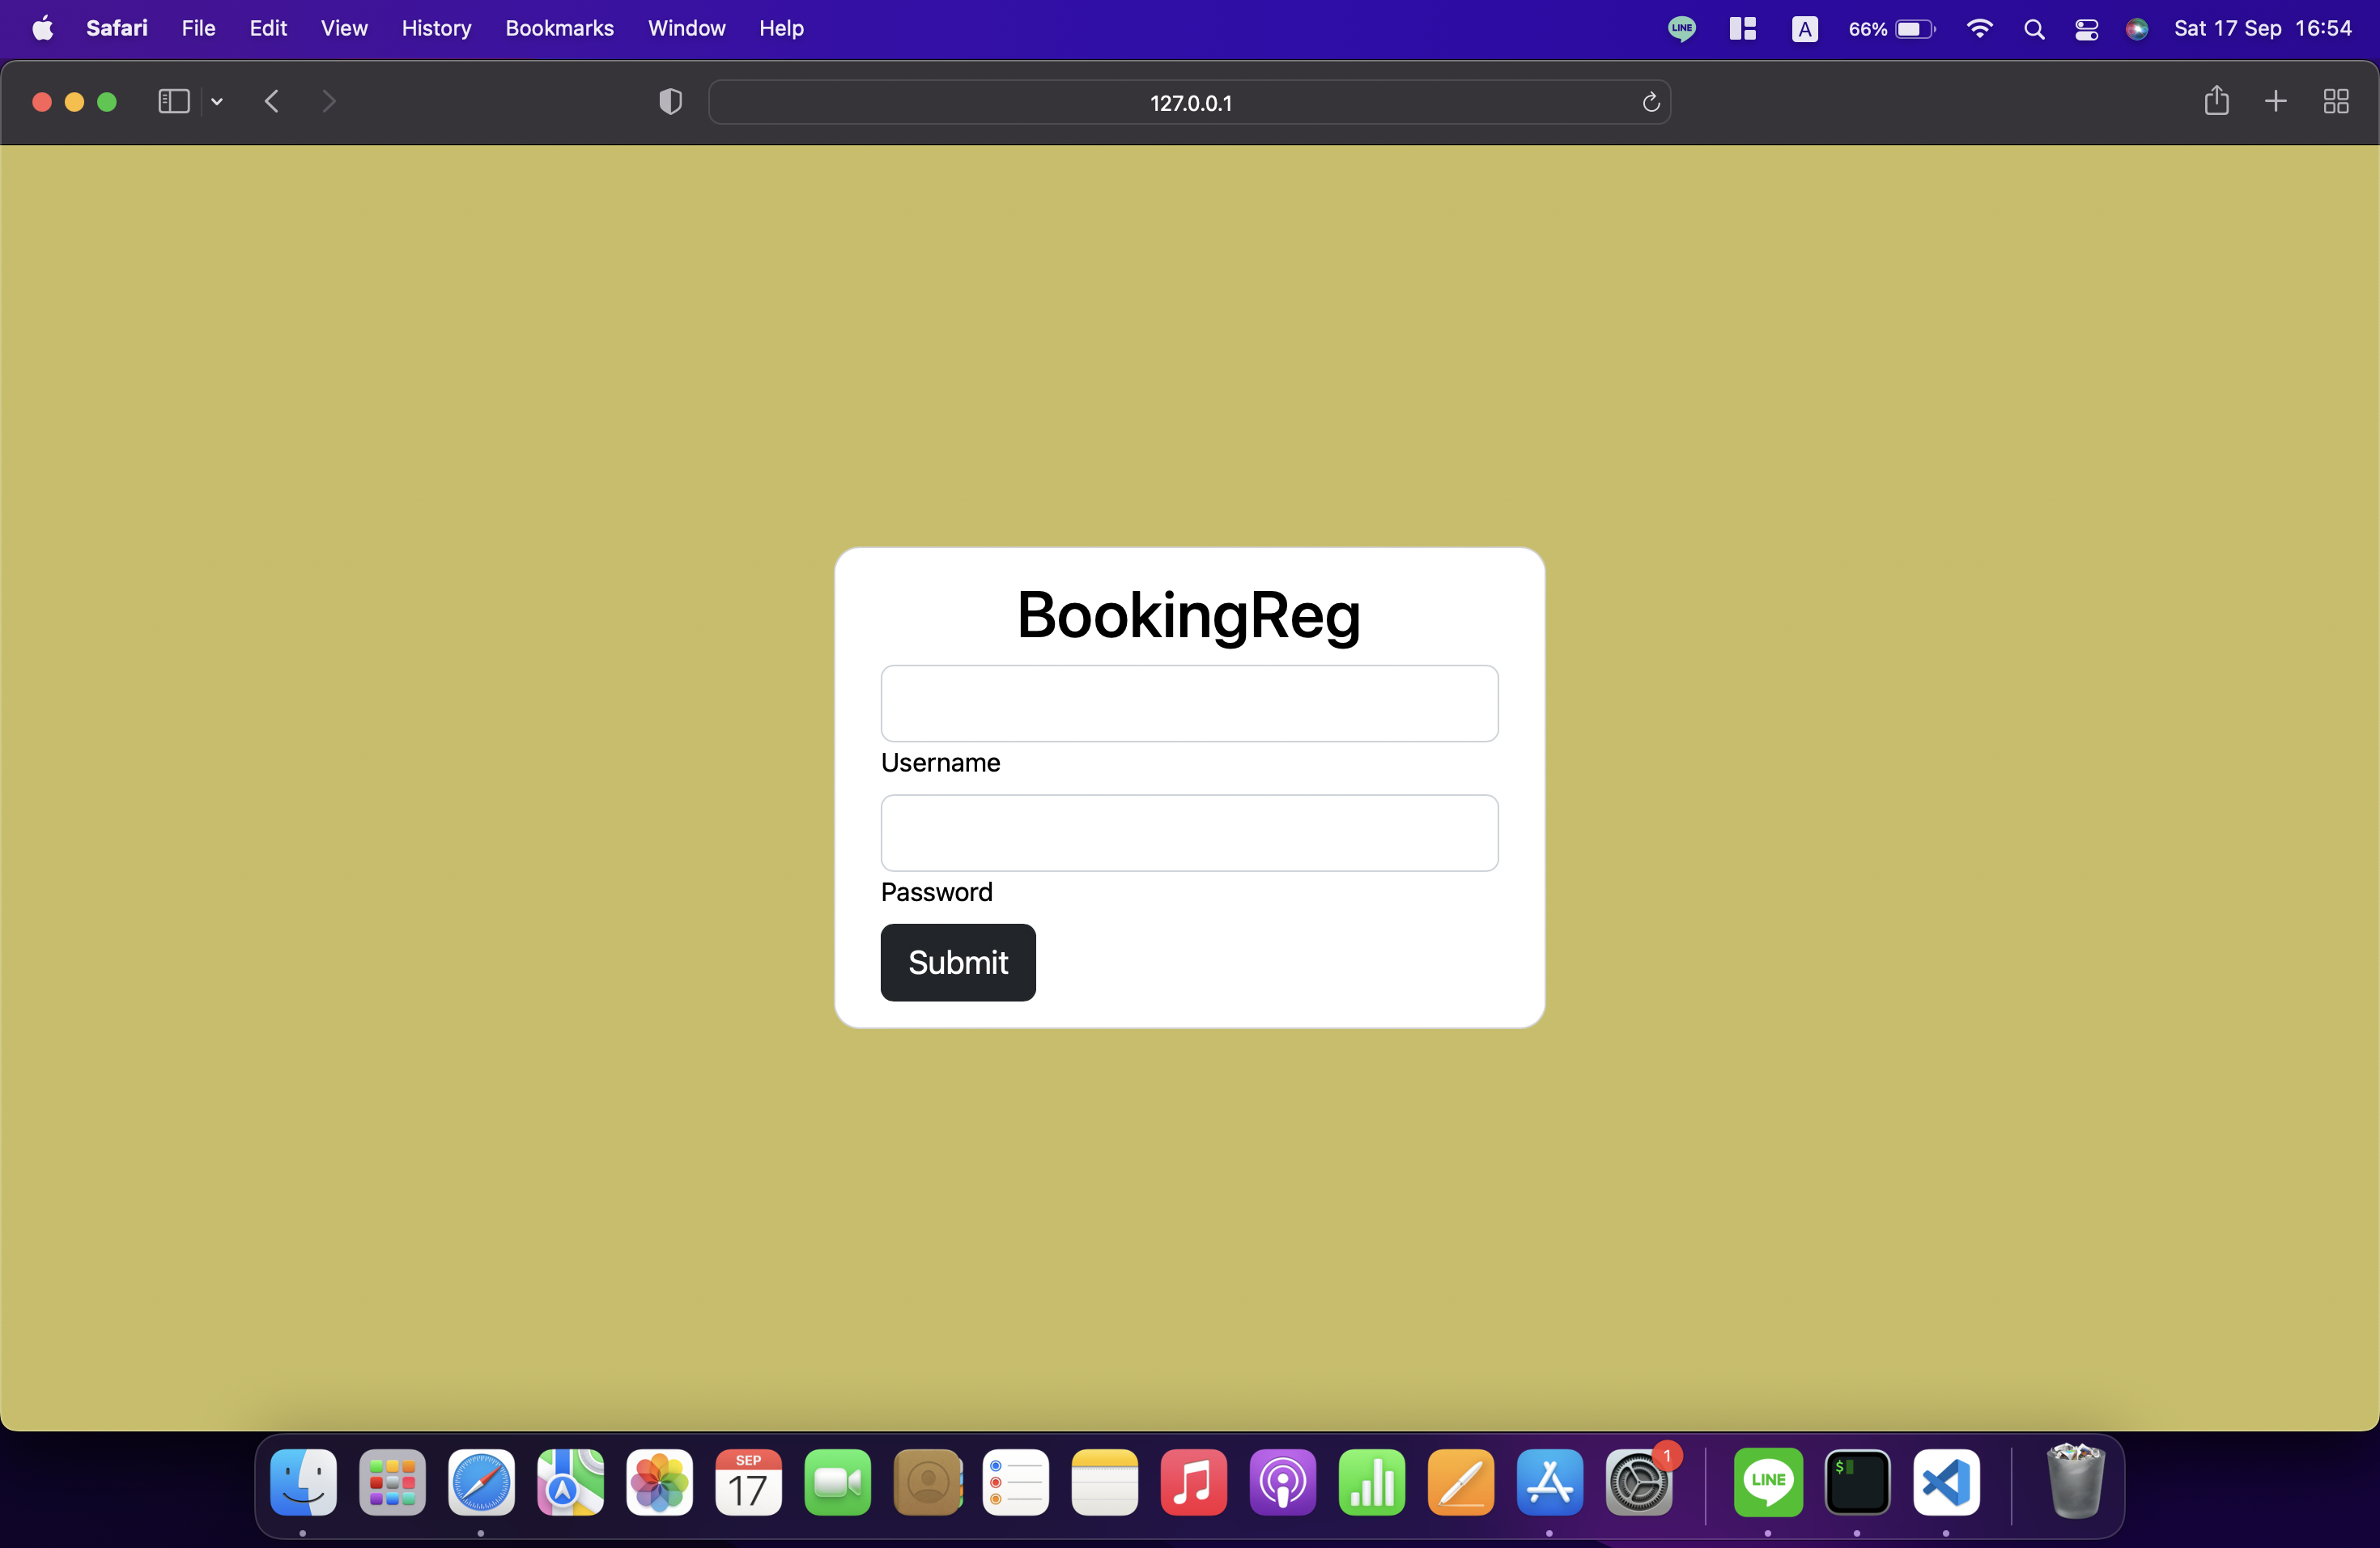 Safari File Edit View History Bookmarks Window Help LINE A 66% Sat 17 Sep 16:54
127.0.0.1
BookingReg
Username
Password
Submit
SEP
17
1
LINE
$